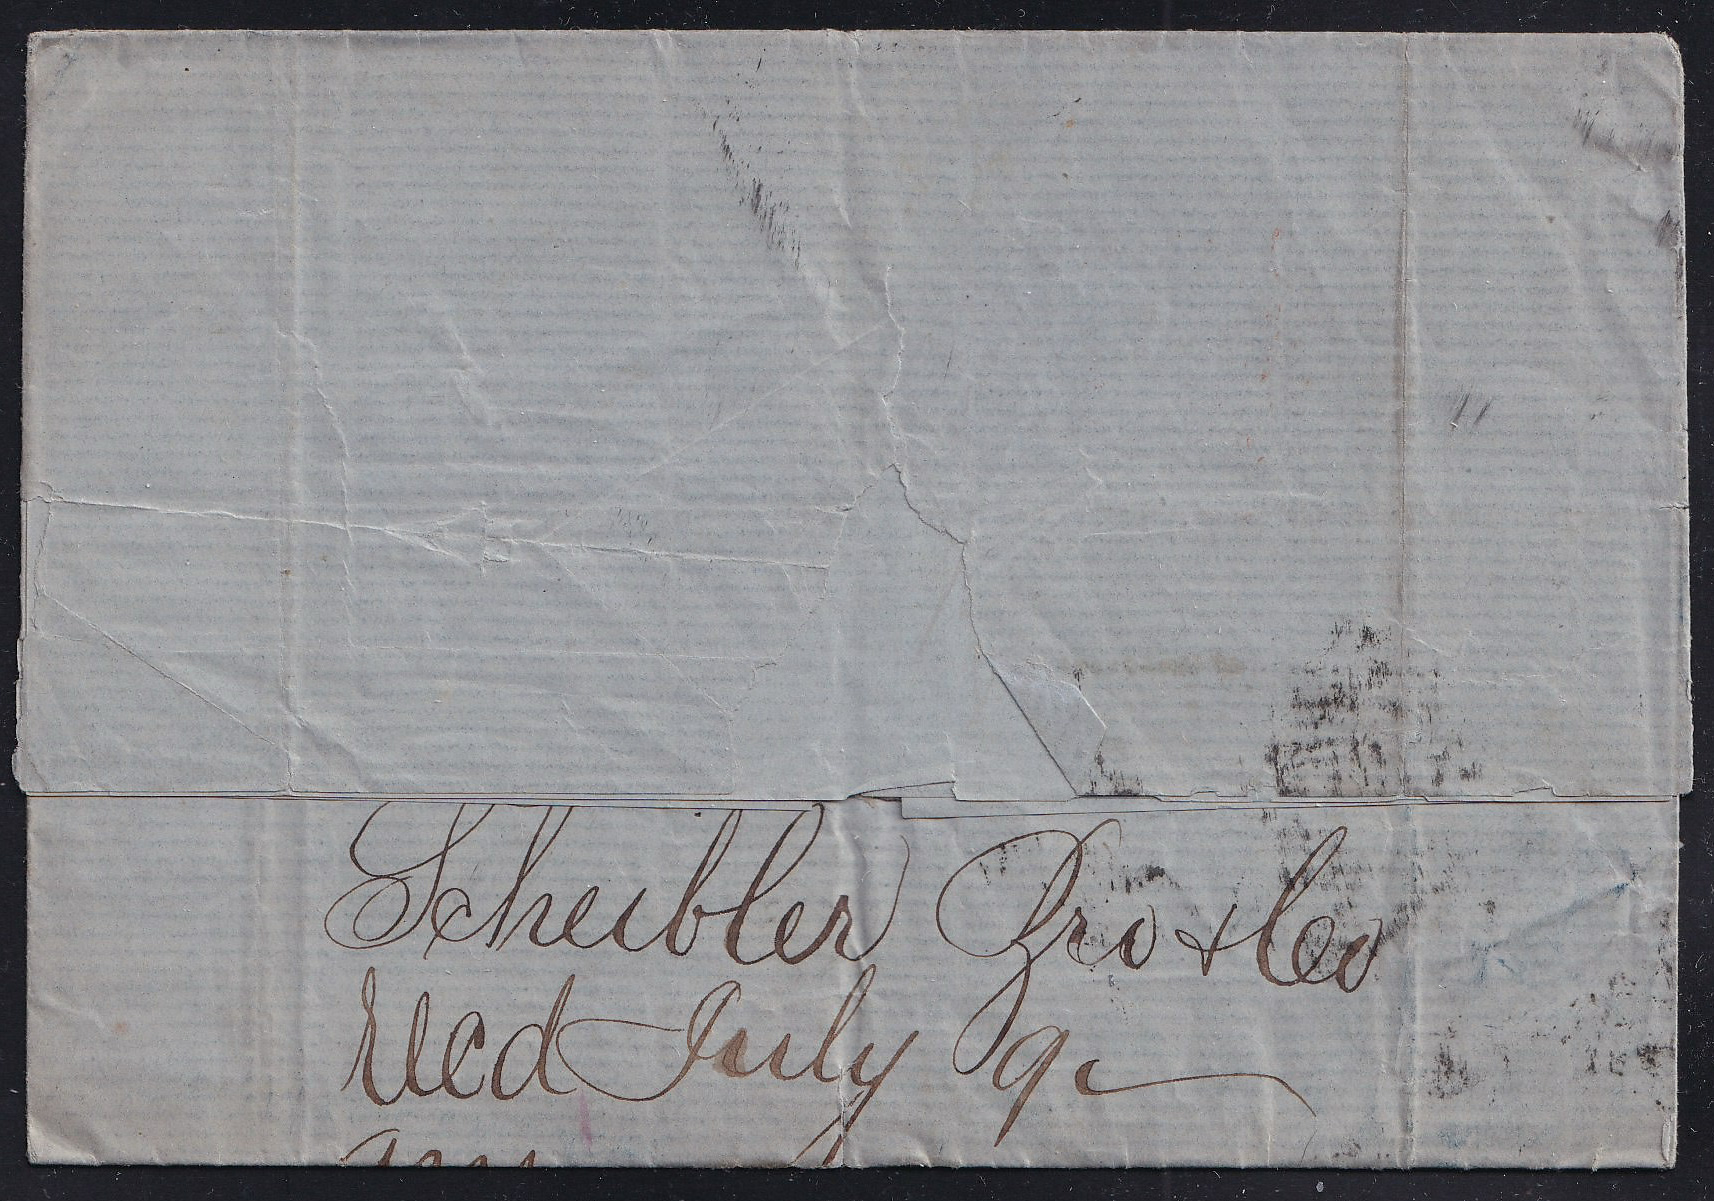 Scheibler Bro & Co
Recd July 9